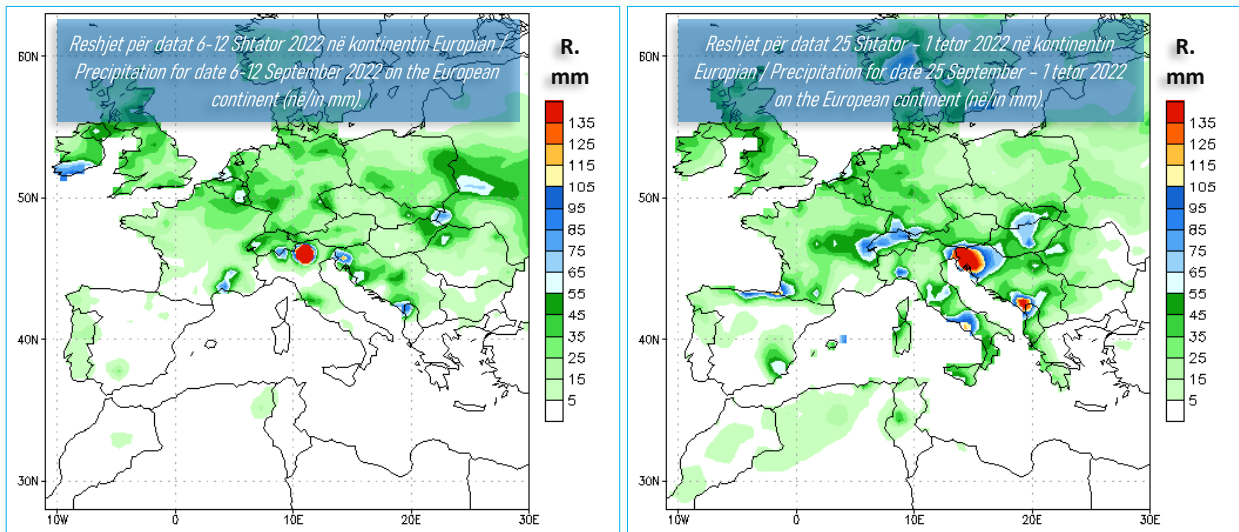 Reshjet për datat 6-12 Shtator 2022 në kontinentin Europian /
Precipitation for date 6-12 September 2022 on the European
continent (në/in mm).
R.
mm
135
125
115
105
95
85
75
65
55
45
35
25
15
5
60N
50N
40N
30N
10W
0
10E
20E
30E
Reshjet për datat 25 Shtator – 1 tetor 2022 në kontinentin
Europian / Precipitation for date 25 September – 1 tetor 2022
on the European continent (në/in mm).
R.
mm
135
125
115
105
95
85
75
65
55
45
35
25
15
5
60N
50N
40N
30N
10W
0
10E
20E
30E